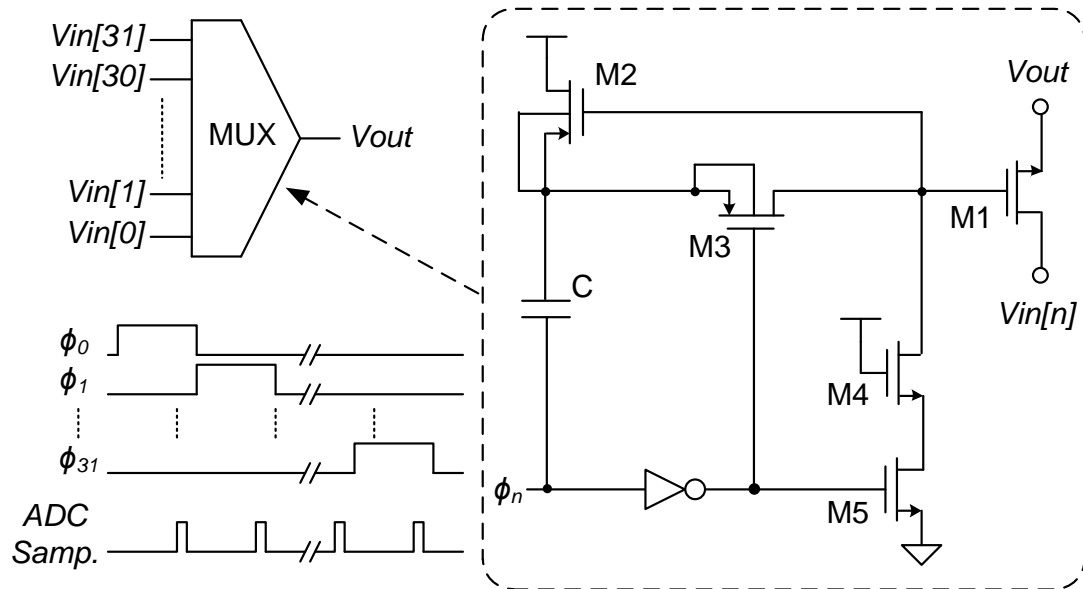 Vin[31]
Vin[30]
MUX
Vout
Vin[1]
Vin[0]
ϕ0
ϕ1
ϕ31
ADC
Samp.
M2
M3
C
ϕn
M4
M5
M1
Vout
Vin[n]